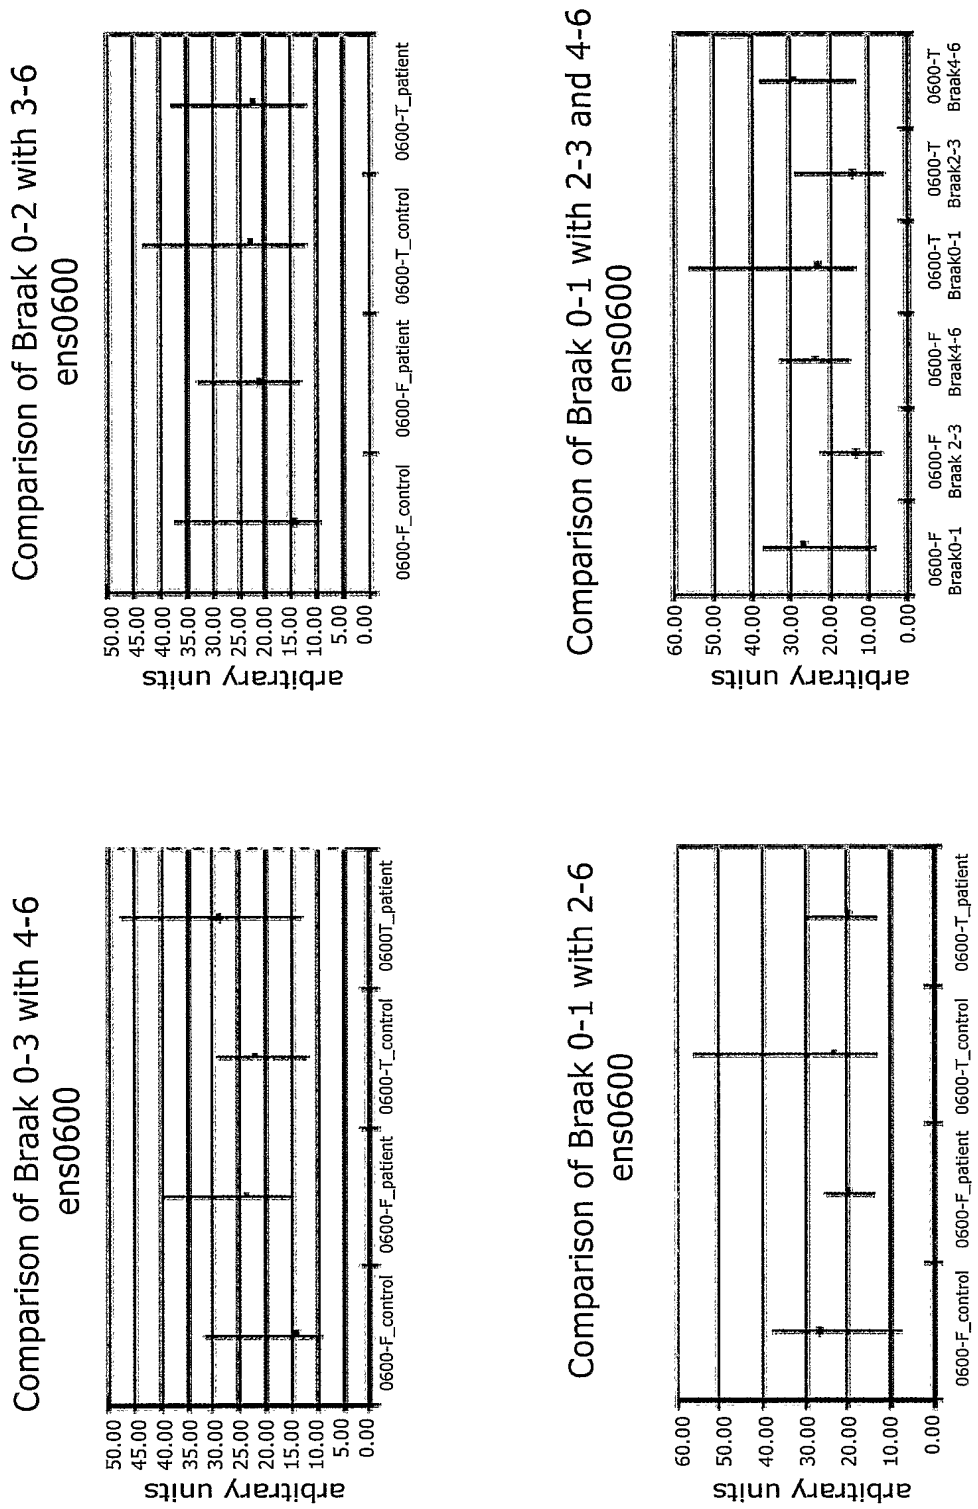 Comparison of Braak 0-3 with 4-6
ens0600
arbitrary units
50.00
45.00
40.00
35.00
30.00
25.00
20.00
15.00
10.00
5.00
0.00
0600-F_control 0600-F_patient 0600-T_control 0600T_patient
Comparison of Braak 0-2 with 3-6
ens0600
arbitrary units
50.00
45.00
40.00
35.00
30.00
25.00
20.00
15.00
10.00
5.00
0.00
0600-F_control 0600-F_patient 0600-T_control 0600-T_patient
Comparison of Braak 0-1 with 2-6
ens0600
arbitrary units
60.00
50.00
40.00
30.00
20.00
10.00
0.00
0600-F_control 0600-F_patient 0600-T_control 0600-T_patient
Comparison of Braak 0-1 with 2-3 and 4-6
ens0600
arbitrary units
60.00
50.00
40.00
30.00
20.00
10.00
0.00
0600-F 0600-F 0600-F 0600-T 0600-T 0600-T
Braak0-1 Braak 2-3 Braak4-6 Braak0-1 Braak2-3 Braak4-6